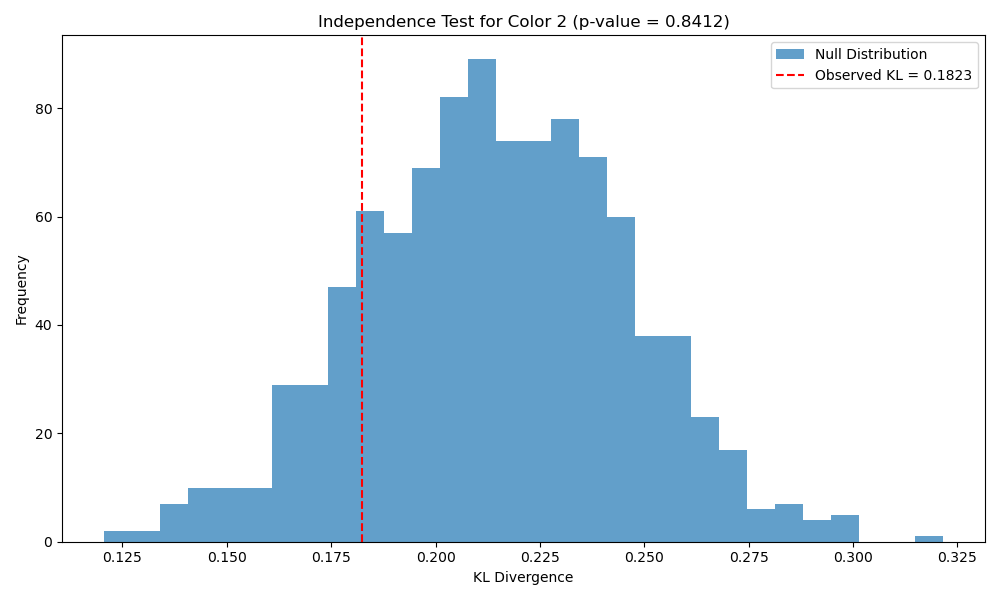 Independence Test for Color 2 (p-value = 0.8412)
Null Distribution
Observed KL = 0.1823
Frequency
80
60
40
20
0
0.125 0.150 0.175 0.200 0.225 0.250 0.275 0.300 0.325
KL Divergence